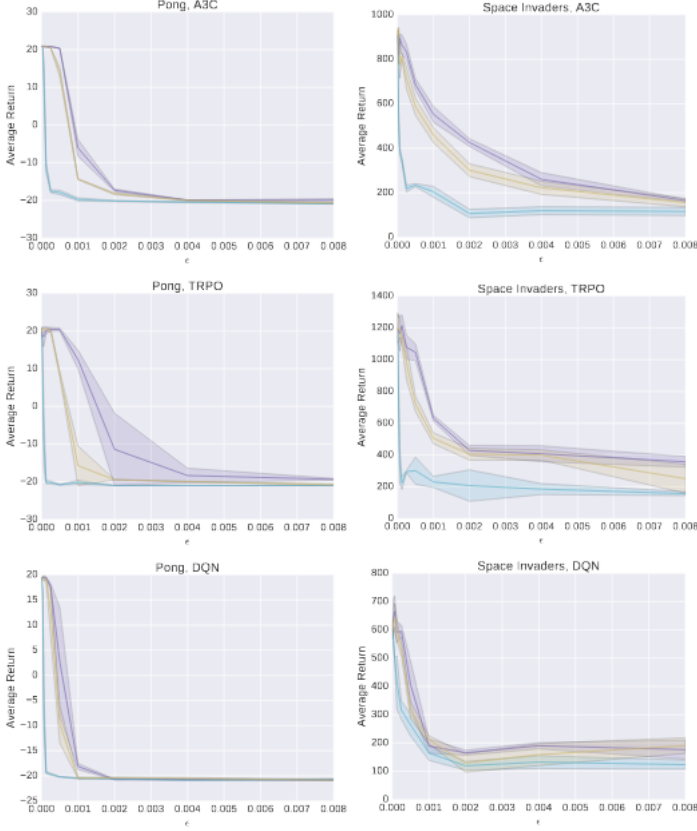 Pong, A3C
Average Return
30
20
10
0
−10
−20
−30
0.000 0.001 0.002 0.003 0.004 0.005 0.006 0.007 0.008
ϵ
Space Invaders, A3C
Average Return
1000
800
600
400
200
0
0.000 0.001 0.002 0.003 0.004 0.005 0.006 0.007 0.008
ϵ
Pong, TRPO
Average Return
30
20
10
0
−10
−20
−30
0.000 0.001 0.002 0.003 0.004 0.005 0.006 0.007 0.008
ϵ
Space Invaders, TRPO
Average Return
1400
1200
1000
800
600
400
200
0
0.000 0.001 0.002 0.003 0.004 0.005 0.006 0.007 0.008
ϵ
Pong, DQN
Average Return
20
15
10
5
0
−5
−10
−15
−20
−25
0.000 0.001 0.002 0.003 0.004 0.005 0.006 0.007 0.008
ϵ
Space Invaders, DQN
Average Return
800
700
600
500
400
300
200
100
0
0.000 0.001 0.002 0.003 0.004 0.005 0.006 0.007 0.008
ϵ